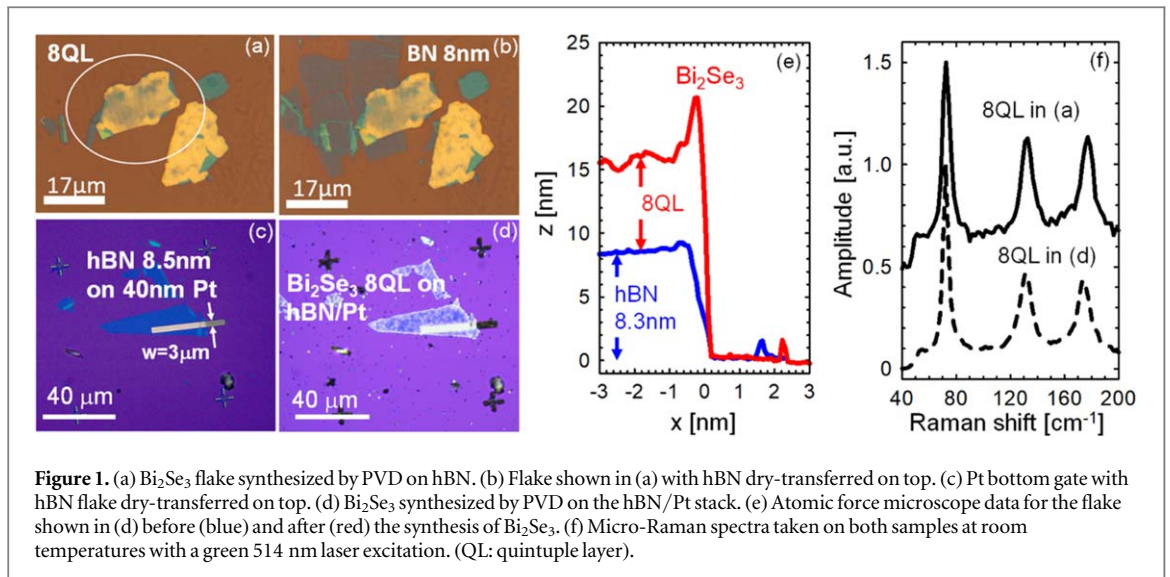 8QL
(a)
17μm
BN 8nm
(b)
17μm
hBN 8.5nm
on 40nm Pt
(c)
w=3μm
40 μm
Bi₂Se₃ 8QL on
hBN/Pt
(d)
40 μm
25
20
15
10
5
0
z [nm]
(e)
Bi₂Se₃
8QL
hBN
8.3nm
-3 -2 -1 0 1 2 3
x [nm]
1.5
1.0
0.5
0
Amplitude [a.u.]
(f)
8QL in (a)
8QL in (d)
40 80 120 160 200
Raman shift [cm⁻¹]
Figure 1. (a) Bi₂Se₃ flake synthesized by PVD on hBN. (b) Flake shown in (a) with hBN dry-transferred on top. (c) Pt bottom gate with
hBN flake dry-transferred on top. (d) Bi₂Se₃ synthesized by PVD on the hBN/Pt stack. (e) Atomic force microscope data for the flake
shown in (d) before (blue) and after (red) the synthesis of Bi₂Se₃. (f) Micro-Raman spectra taken on both samples at room
temperatures with a green 514 nm laser excitation. (QL: quintuple layer).